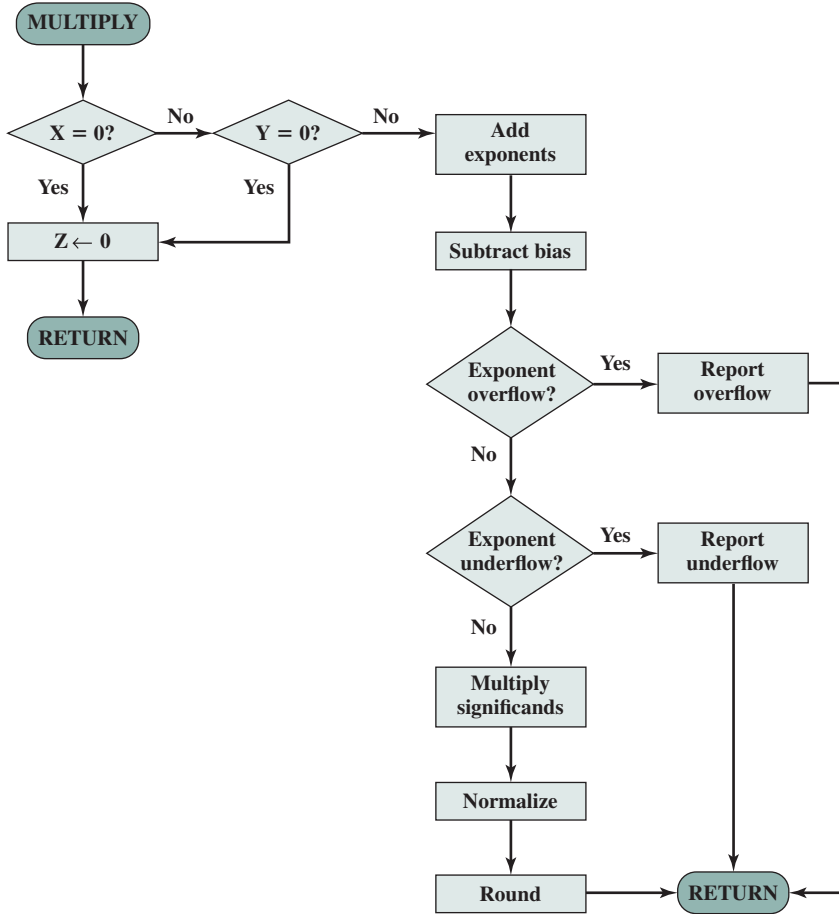 MULTIPLY
X = 0?
No
Y = 0?
No
Add
exponents
Yes
Yes
Z ← 0
Subtract bias
RETURN
Exponent
overflow?
Yes
Report
overflow
No
Exponent
underflow?
Yes
Report
underflow
No
Multiply
significands
Normalize
Round
RETURN